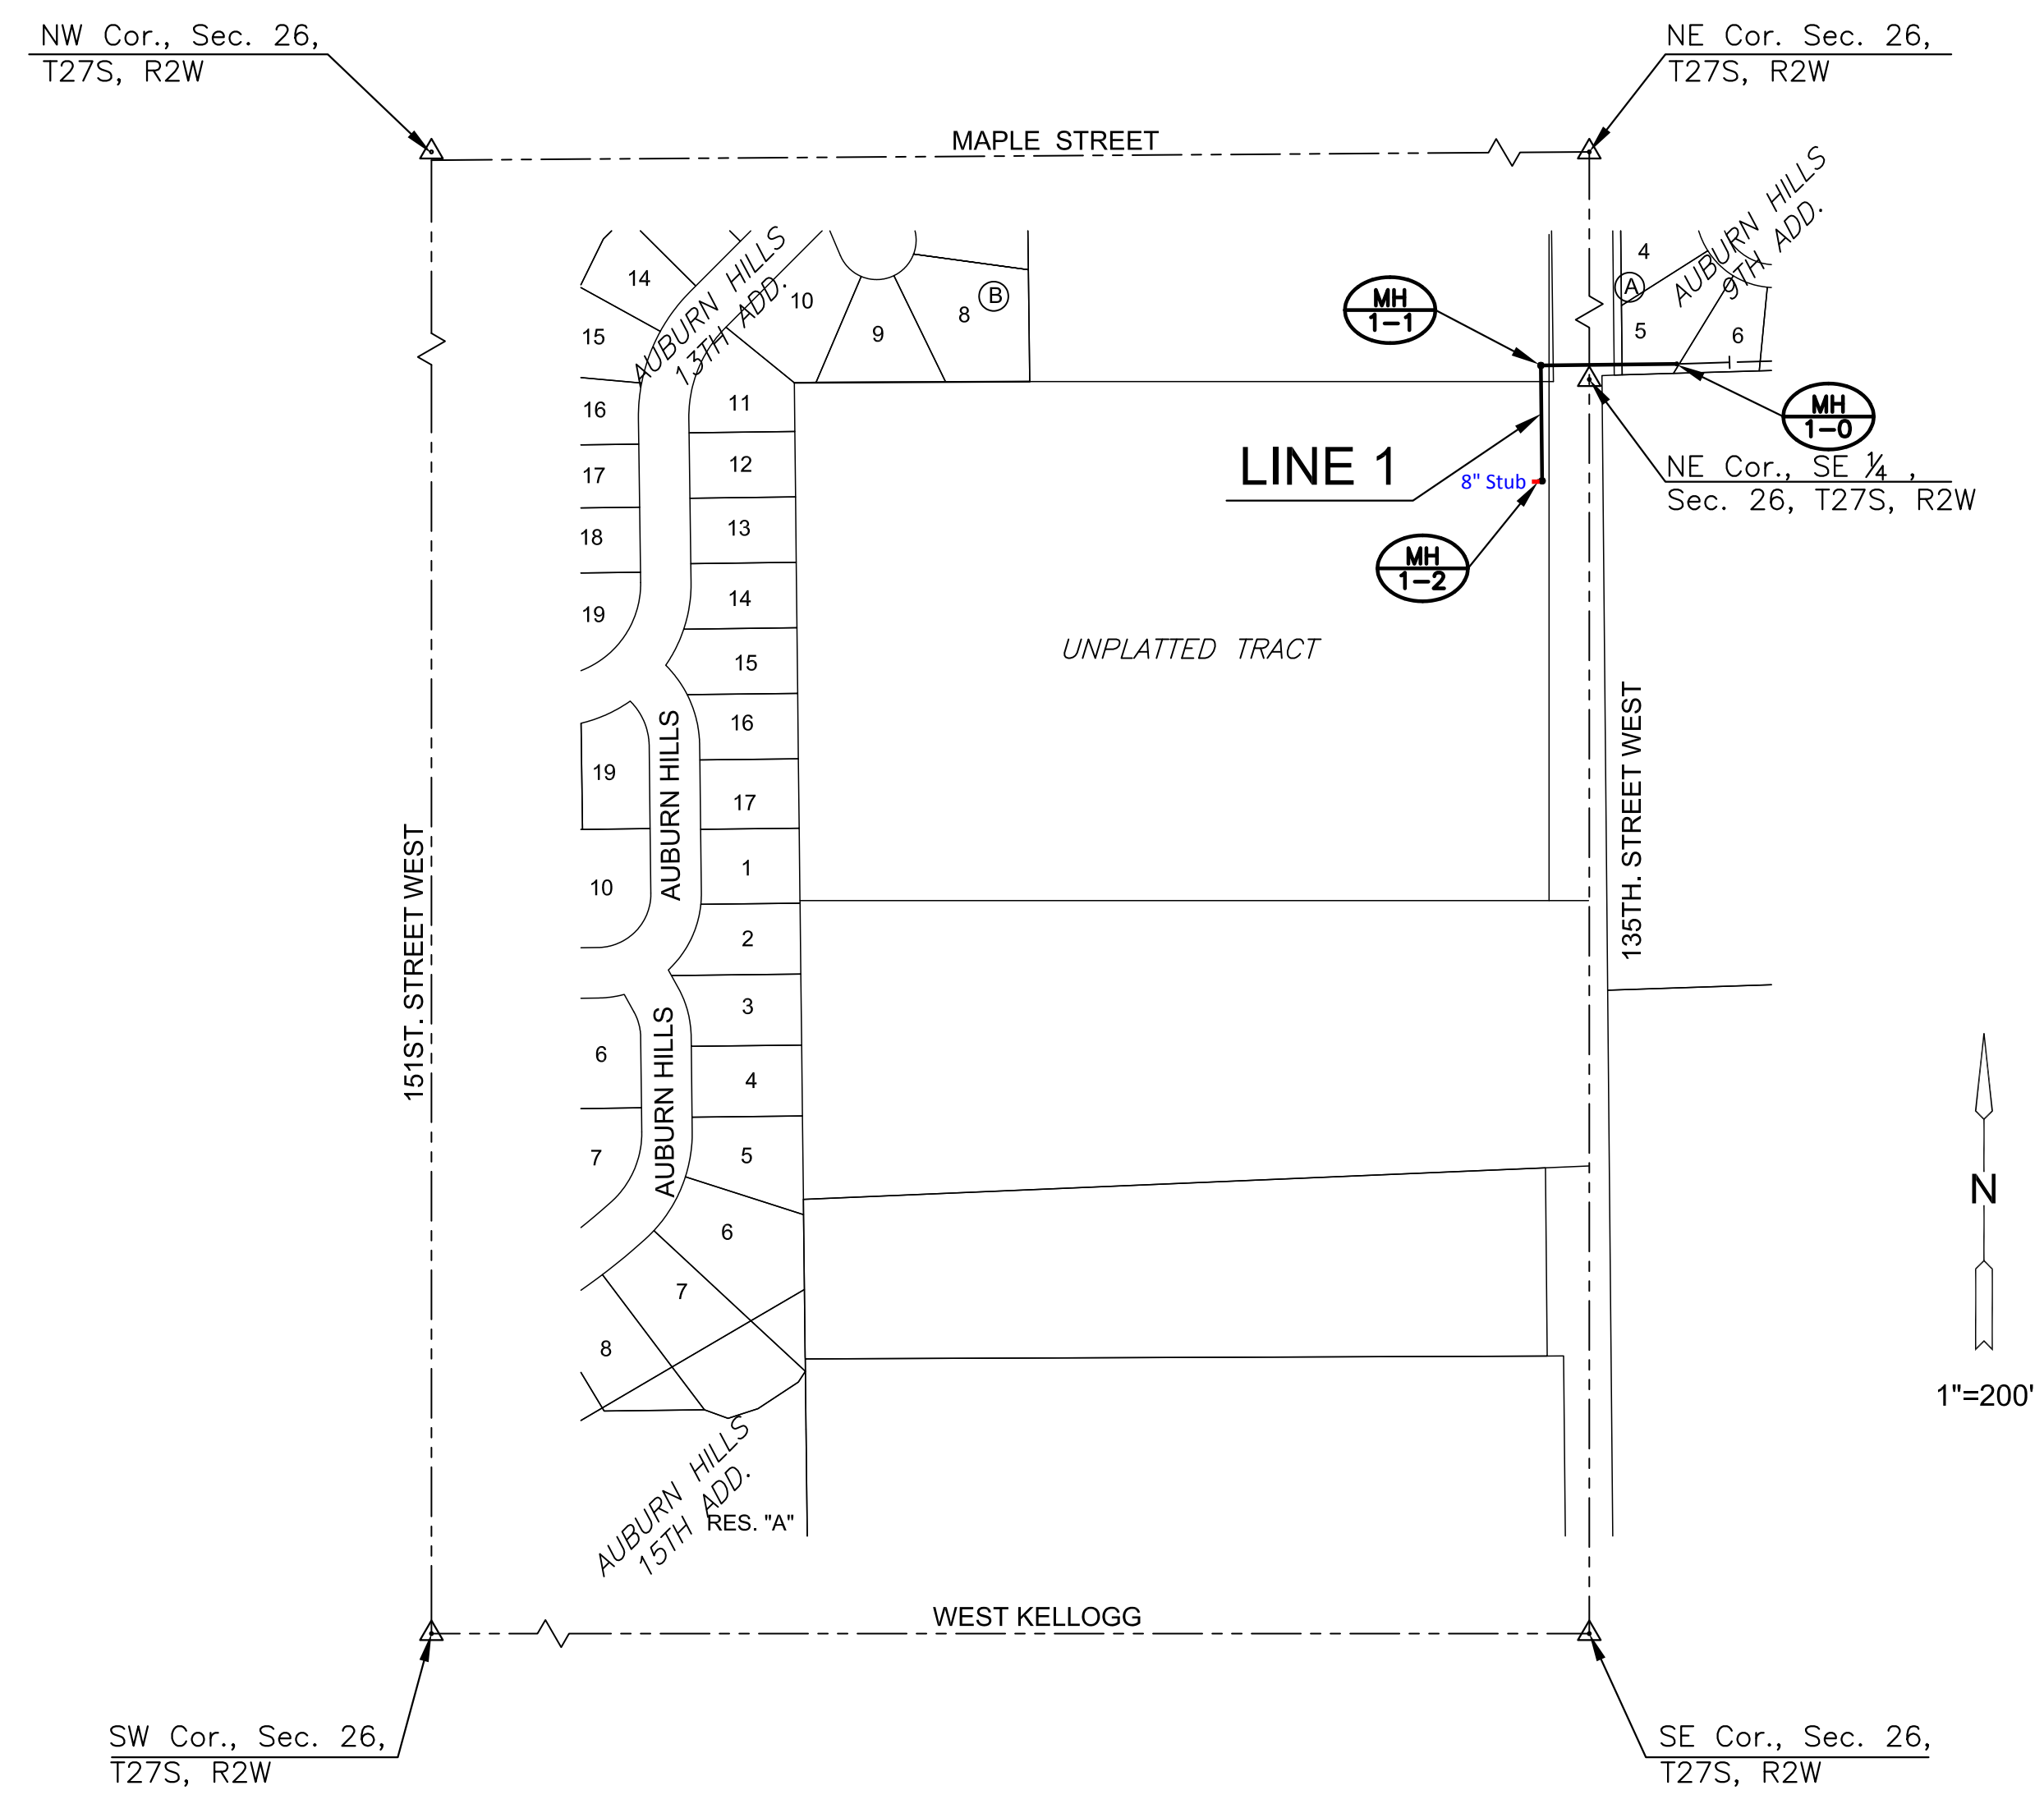 NW Cor., Sec. 26,
T27S, R2W
NE Cor. Sec. 26,
T27S, R2W
MAPLE STREET
AUBURN HILLS
13TH ADD.
AUBURN HILLS
9TH ADD.
14
15
16
17
18
19
10
9
8
B
11
12
13
14
15
16
17
4
A
5
6
MH
1-1
MH
1-0
LINE 1
8" Stub
NE Cor., SE ¼ ,
Sec. 26, T27S, R2W
MH
1-2
UNPLATTED TRACT
19
10
6
7
8
AUBURN HILLS
AUBURN HILLS
1
2
3
4
5
6
7
151ST. STREET WEST
135TH. STREET WEST
N
1"=200'
AUBURN HILLS
15TH ADD.
RES. "A"
WEST KELLOGG
SW Cor., Sec. 26,
T27S, R2W
SE Cor., Sec. 26,
T27S, R2W